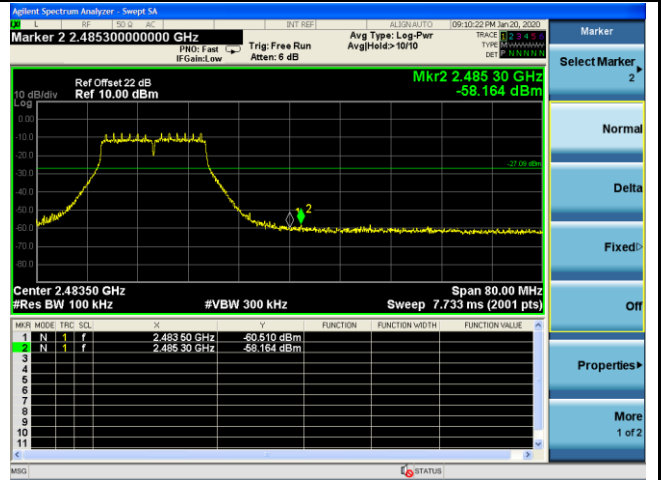 Agilent Spectrum Analyzer - Swept SA
L RF 50 Ω AC INT REF ALIGN AUTO 09:10:22 PM Jan 20, 2020
Marker 2 2.485300000000 GHz
PNO: Fast
IFGain:Low
Trig: Free Run
Atten: 6 dB
Avg Type: Log-Pwr
Avg|Hold:>10/10
TRACE 1 2 3 4 5 6
TYPE M
DET P N N N N N
Ref Offset 22 dB
10 dB/div Ref 10.00 dBm
Log
Mkr2 2.485 30 GHz
-58.164 dBm
0.00
-10.0
-20.0
-27.09 dBm
-30.0
-40.0
-50.0
-60.0
-70.0
-80.0
2
Center 2.48350 GHz Span 80.00 MHz
#Res BW 100 kHz #VBW 300 kHz Sweep 7.733 ms (2001 pts)
MKR MODE TRC SCL X Y FUNCTION FUNCTION WIDTH FUNCTION VALUE
1 N 1 f 2.483 50 GHz -60.510 dBm
2 N 1 f 2.485 30 GHz -58.164 dBm
3
4
5
6
7
8
9
10
11
MSG STATUS
Marker
Select Marker
2
Normal
Delta
Fixed
Off
Properties
More
1 of 2